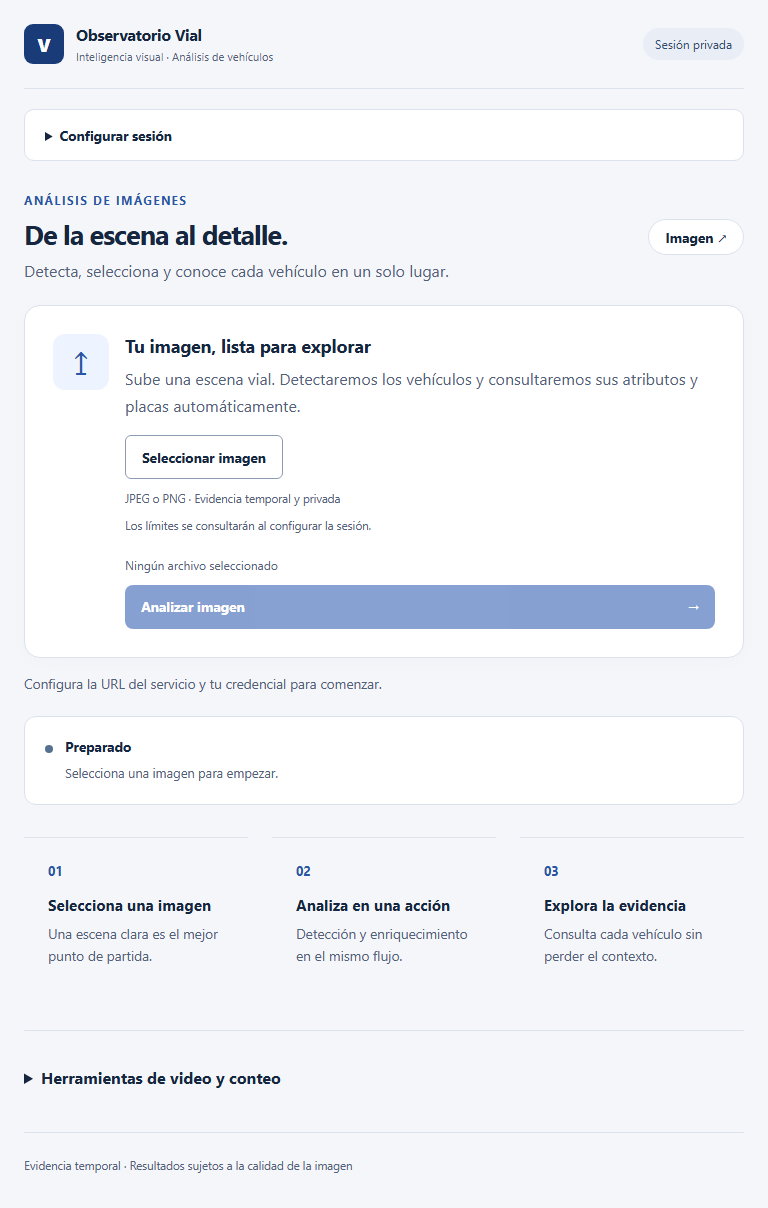 V
Observatorio Vial
Inteligencia visual · Análisis de vehículos
Sesión privada
▶ Configurar sesión
ANÁLISIS DE IMÁGENES
De la escena al detalle.
Imagen ↗
Detecta, selecciona y conoce cada vehículo en un solo lugar.
↥
Tu imagen, lista para explorar
Sube una escena vial. Detectaremos los vehículos y consultaremos sus atributos y
placas automáticamente.
Seleccionar imagen
JPEG o PNG · Evidencia temporal y privada
Los límites se consultarán al configurar la sesión.
Ningún archivo seleccionado
Analizar imagen →
Configura la URL del servicio y tu credencial para comenzar.
Preparado
Selecciona una imagen para empezar.
01
Selecciona una imagen
Una escena clara es el mejor
punto de partida.
02
Analiza en una acción
Detección y enriquecimiento
en el mismo flujo.
03
Explora la evidencia
Consulta cada vehículo sin
perder el contexto.
▶ Herramientas de video y conteo
Evidencia temporal · Resultados sujetos a la calidad de la imagen